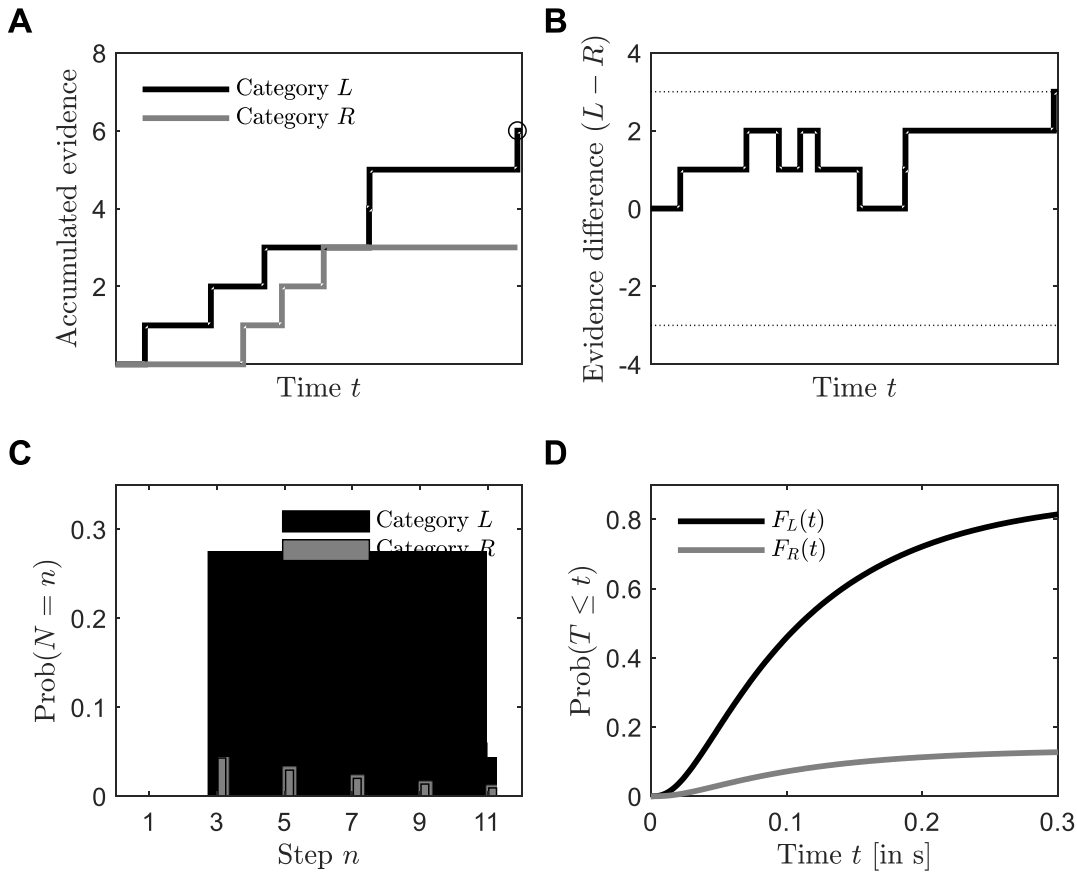 A
Accumulated evidence
8
6
4
2
Category L
Category R
Time t
B
Evidence difference (L − R)
4
2
0
-2
-4
Time t
C
Prob(N = n)
0.3
0.2
0.1
0
Category L
Category R
1 3 5 7 9 11
Step n
D
Prob(T ≤ t)
0.8
0.6
0.4
0.2
0
F_L(t)
F_R(t)
0 0.1 0.2 0.3
Time t [in s]